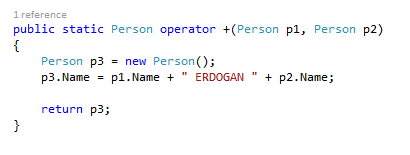 1 reference
public static Person operator +(Person p1, Person p2)
{
    Person p3 = new Person();
    p3.Name = p1.Name + " ERDOGAN " + p2.Name;

    return p3;
}